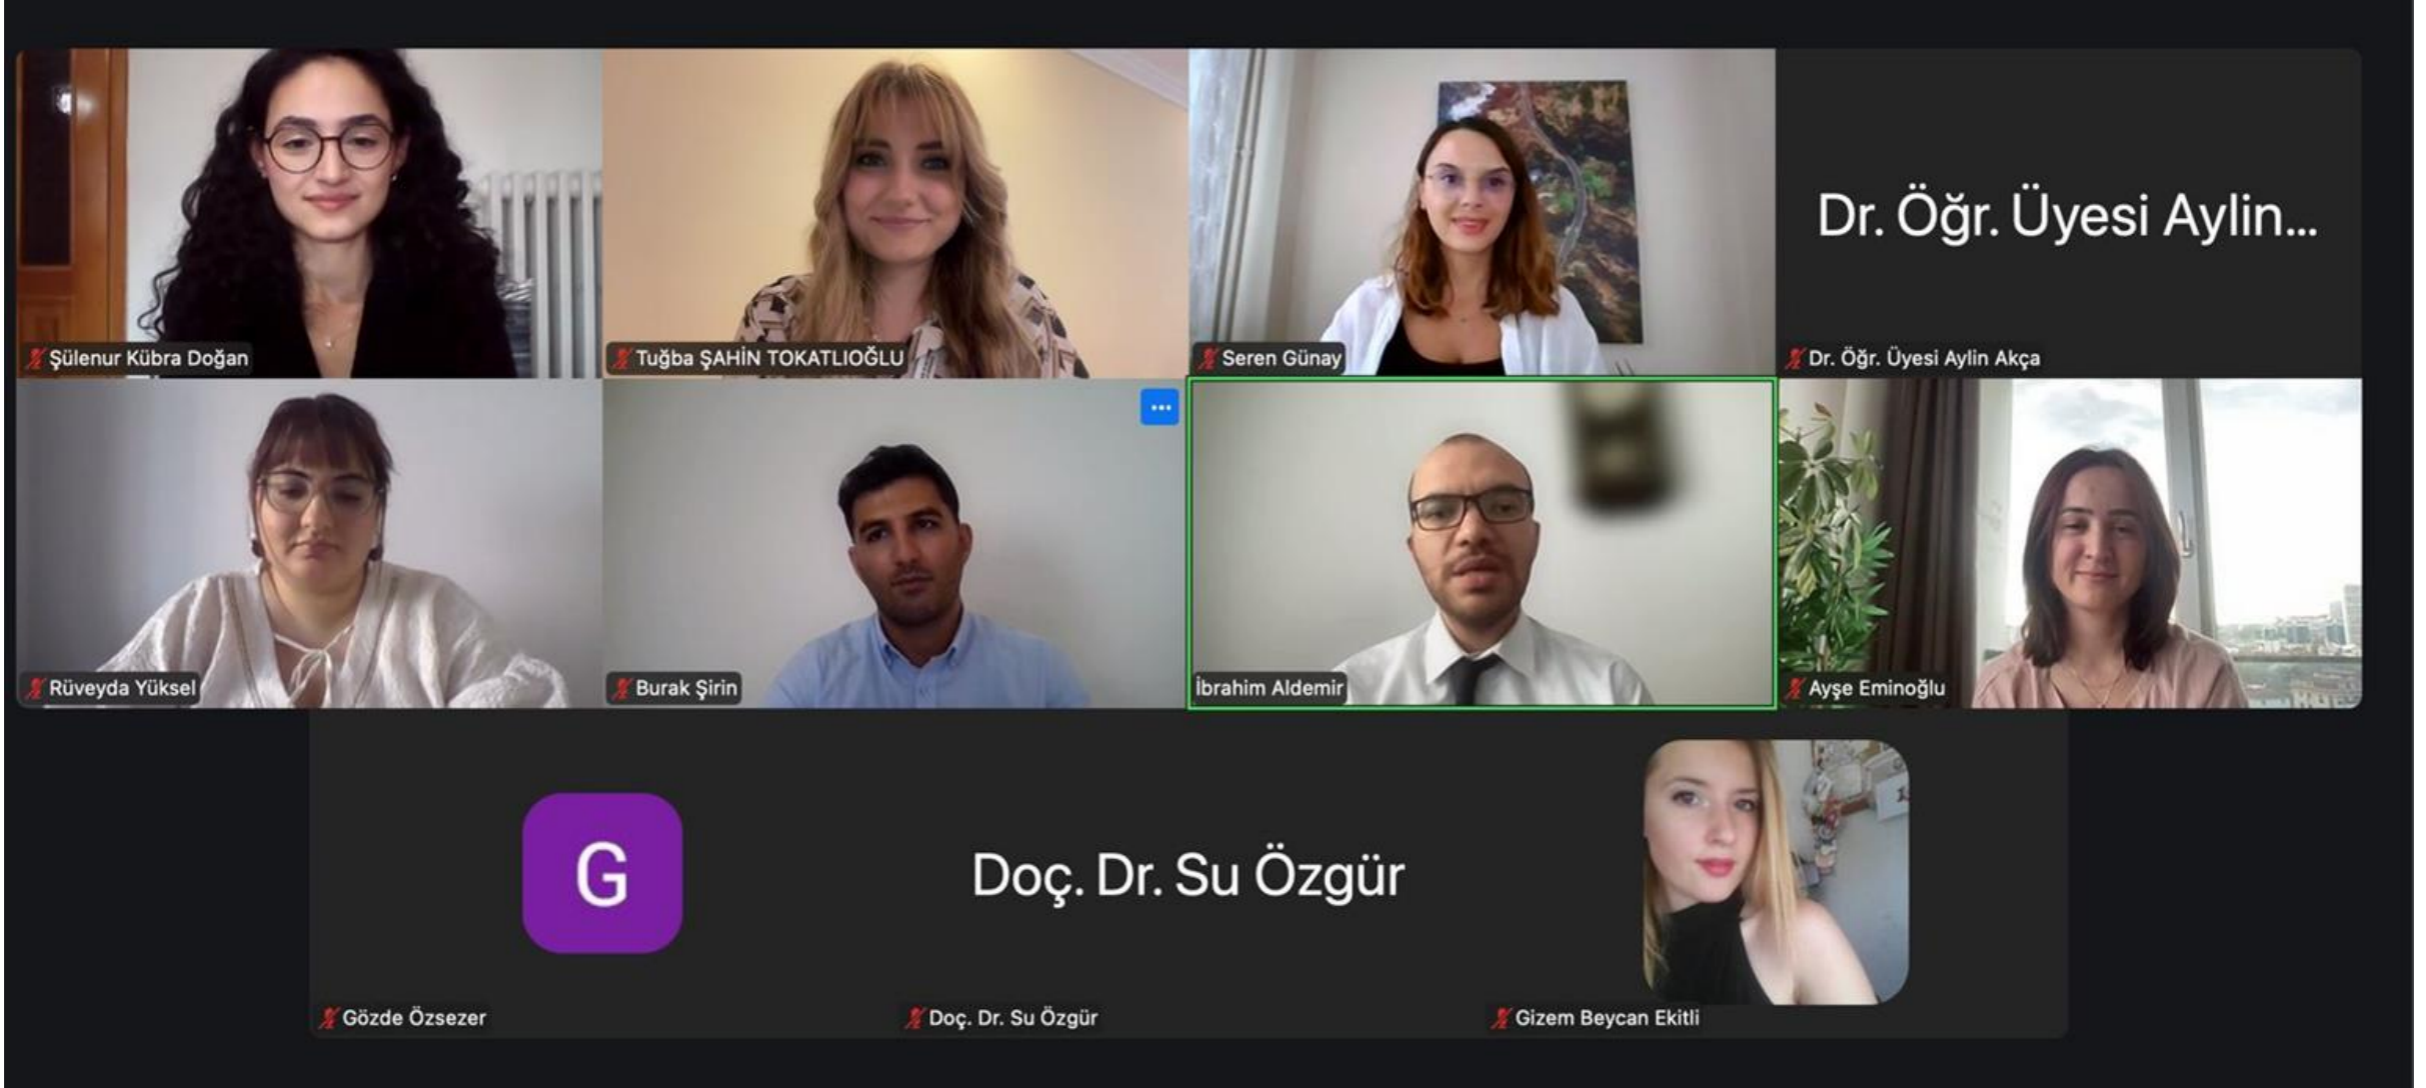 Şülenur Kübra Doğan
Tuğba ŞAHİN TOKATLIOĞLU
Seren Günay
Dr. Öğr. Üyesi Aylin...
Dr. Öğr. Üyesi Aylin Akça
Rüveyda Yüksel
Burak Şirin
İbrahim Aldemir
Ayşe Eminoğlu
G
Gözde Özsezer
Doç. Dr. Su Özgür
Doç. Dr. Su Özgür
Gizem Beycan Ekitli